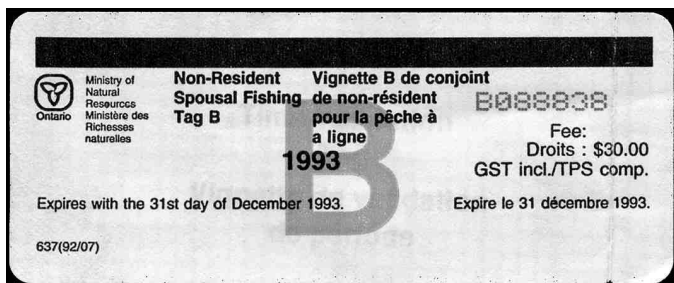 Ministry of
Natural
Resources
Ministère des
Richesses
naturelles
Ontario
Non-Resident
Spousal Fishing
Tag B
Vignette B de conjoint
de non-résident
pour la pêche à
a ligne
1993
B088838
Fee:
Droits : $30.00
GST incl./TPS comp.
B
Expires with the 31st day of December 1993.
Expire le 31 décembre 1993.
637(92/07)